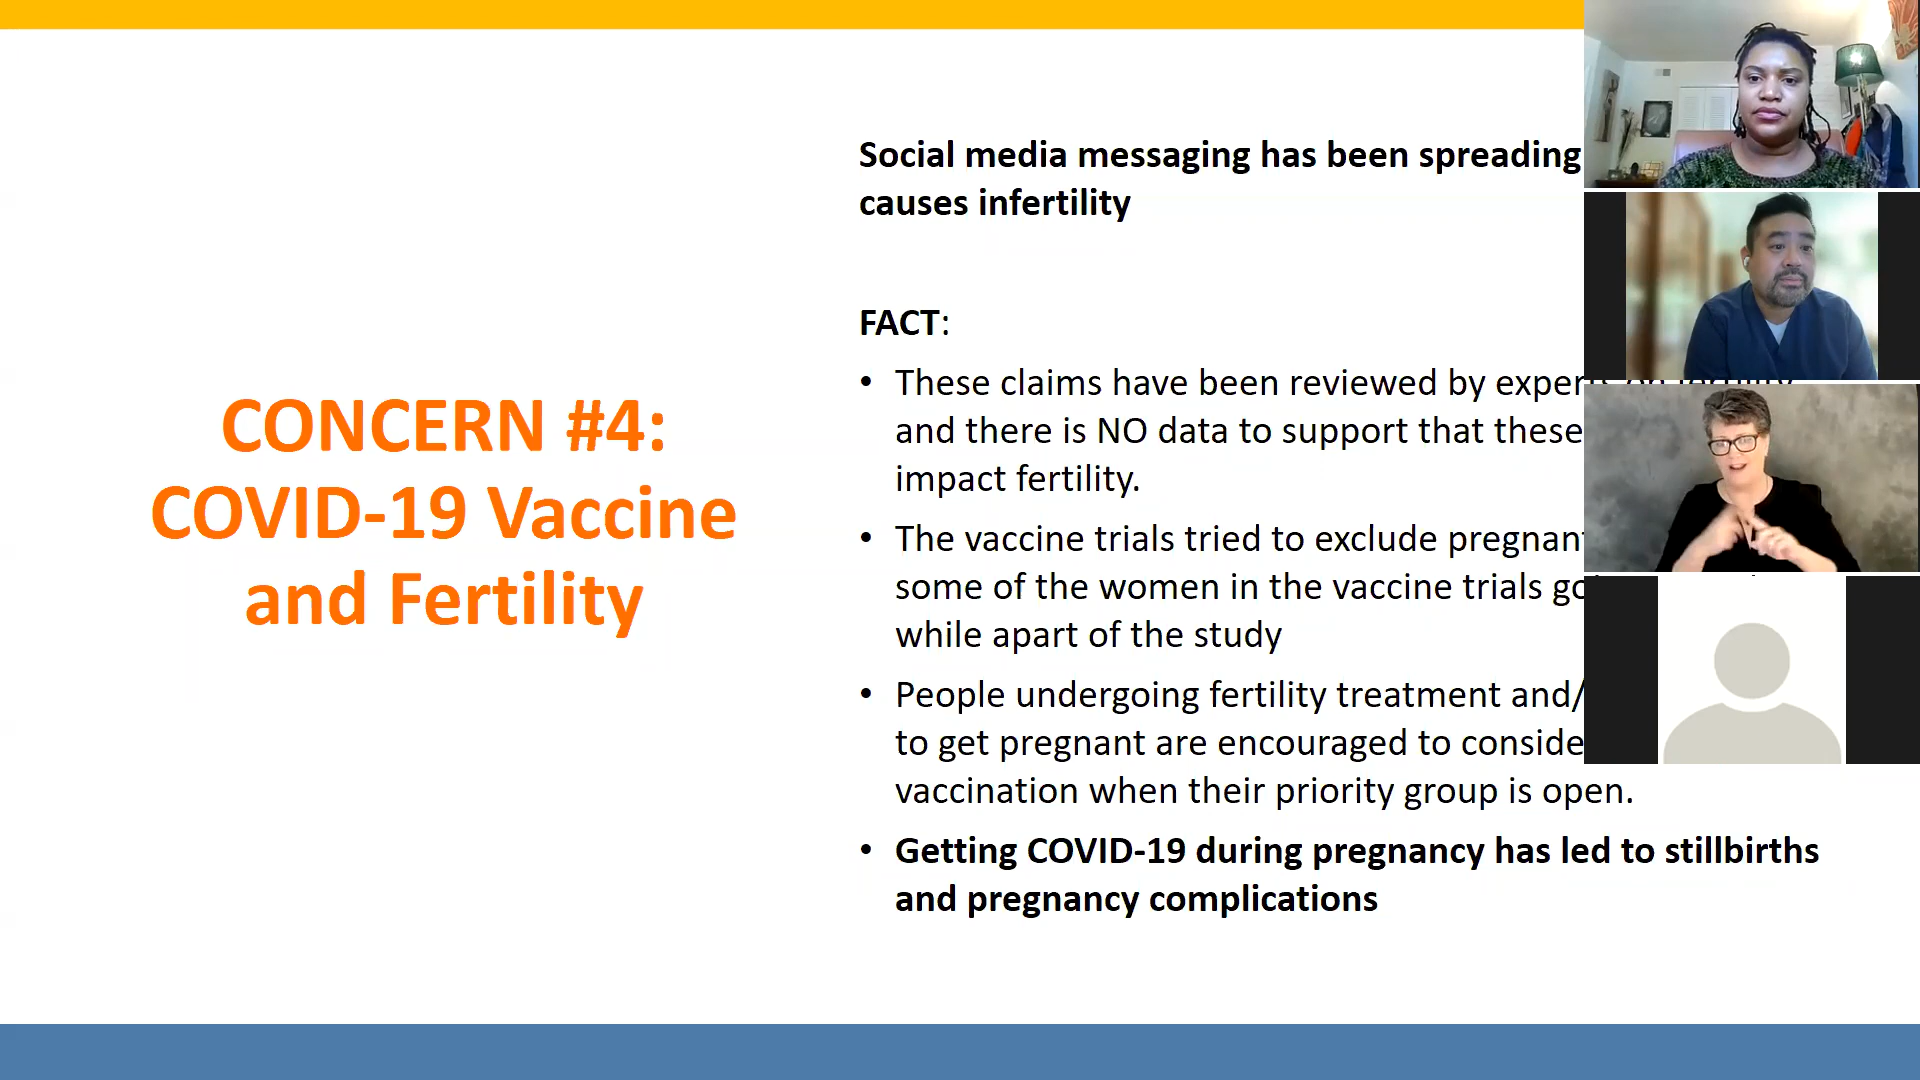 CONCERN #4:
COVID-19 Vaccine
and Fertility
Social media messaging has been spreading
causes infertility
FACT:
• These claims have been reviewed by experts on fertility
and there is NO data to support that these
impact fertility.
• The vaccine trials tried to exclude pregnant
some of the women in the vaccine trials got
while apart of the study
• People undergoing fertility treatment and/
to get pregnant are encouraged to conside
vaccination when their priority group is open.
• Getting COVID-19 during pregnancy has led to stillbirths
and pregnancy complications